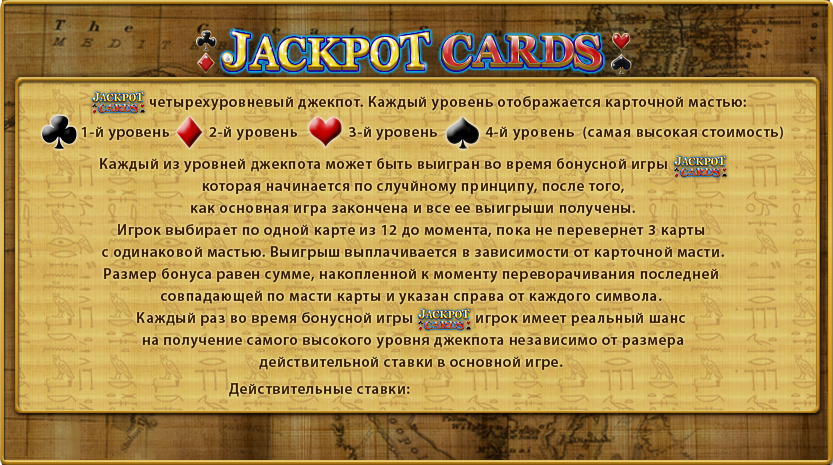 The C
MEDITE
JACKPOT CARDS
JACKPOT CARDS четырехуровневый джекпот. Каждый уровень отображается карточной мастью:
1-й уровень 2-й уровень 3-й уровень 4-й уровень (самая высокая стоимость)
Каждый из уровней джекпота может быть выигран во время бонусной игры JACKPOT CARDS
которая начинается по случйному принципу, после того,
как основная игра закончена и все ее выигрыши получены.
Игрок выбирает по одной карте из 12 до момента, пока не перевернет 3 карты
с одинаковой мастью. Выигрыш выплачивается в зависимости от карточной масти.
Размер бонуса равен сумме, накопленной к моменту переворачивания последней
совпадающей по масти карты и указан справа от каждого символа.
Каждый раз во время бонусной игры JACKPOT CARDS игрок имеет реальный шанс
на получение самого высокого уровня джекпота независимо от размера
действительной ставки в основной игре.
Действительные ставки: